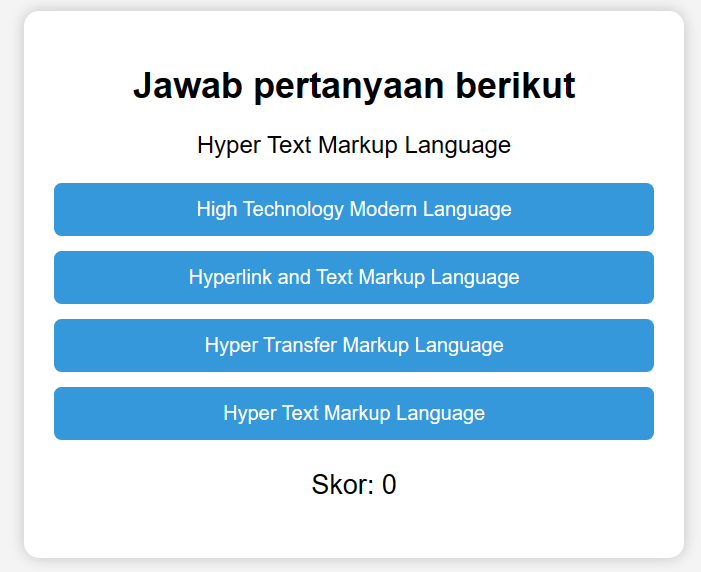 Jawab pertanyaan berikut
Hyper Text Markup Language
High Technology Modern Language
Hyperlink and Text Markup Language
Hyper Transfer Markup Language
Hyper Text Markup Language
Skor: 0